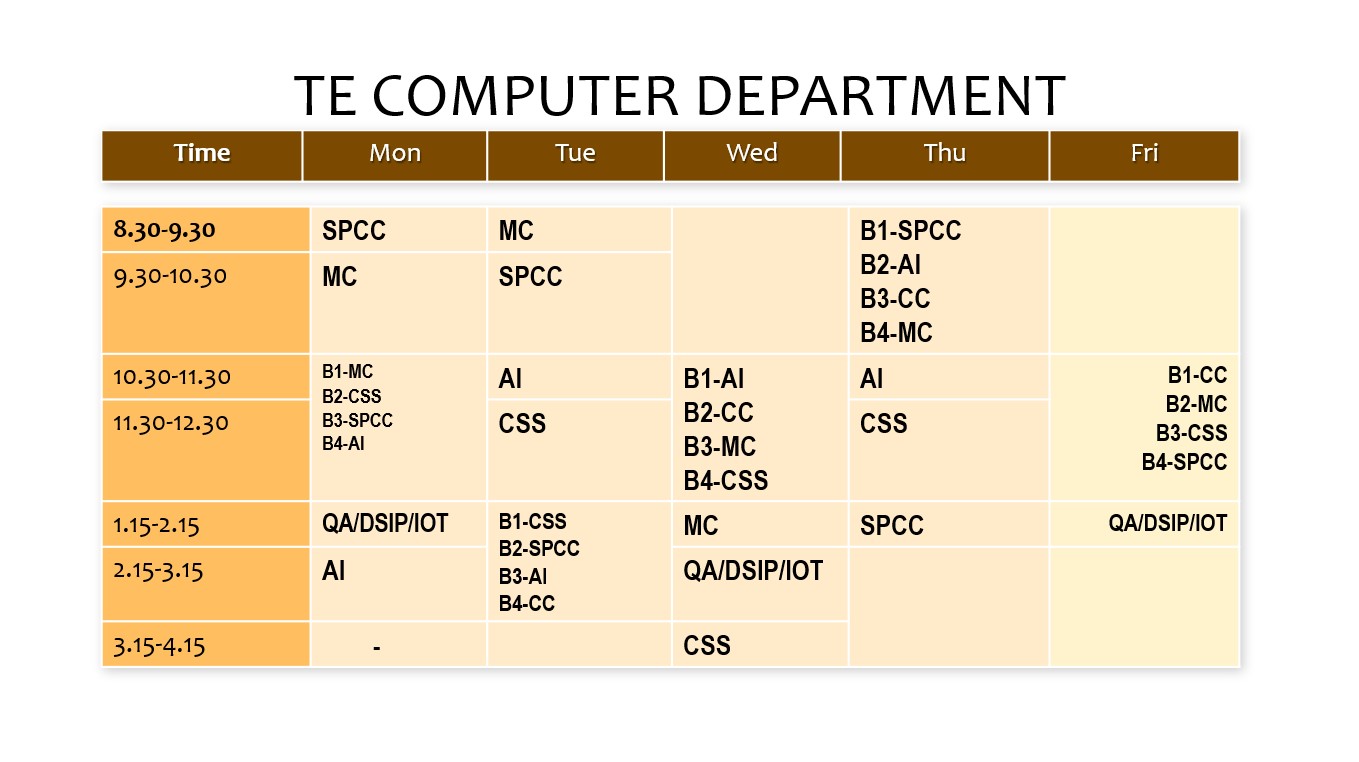 TE COMPUTER DEPARTMENT
Time Mon Tue Wed Thu Fri
8.30-9.30 SPCC MC B1-SPCC
B2-AI
B3-CC
B4-MC
9.30-10.30 MC SPCC
10.30-11.30 B1-MC
B2-CSS
B3-SPCC
B4-AI
AI
B1-AI
B2-CC
B3-MC
B4-CSS
AI
B1-CC
B2-MC
B3-CSS
B4-SPCC
11.30-12.30 CSS CSS
1.15-2.15 QA/DSIP/IOT B1-CSS
B2-SPCC
B3-AI
B4-CC
MC SPCC QA/DSIP/IOT
2.15-3.15 AI QA/DSIP/IOT
3.15-4.15 - CSS